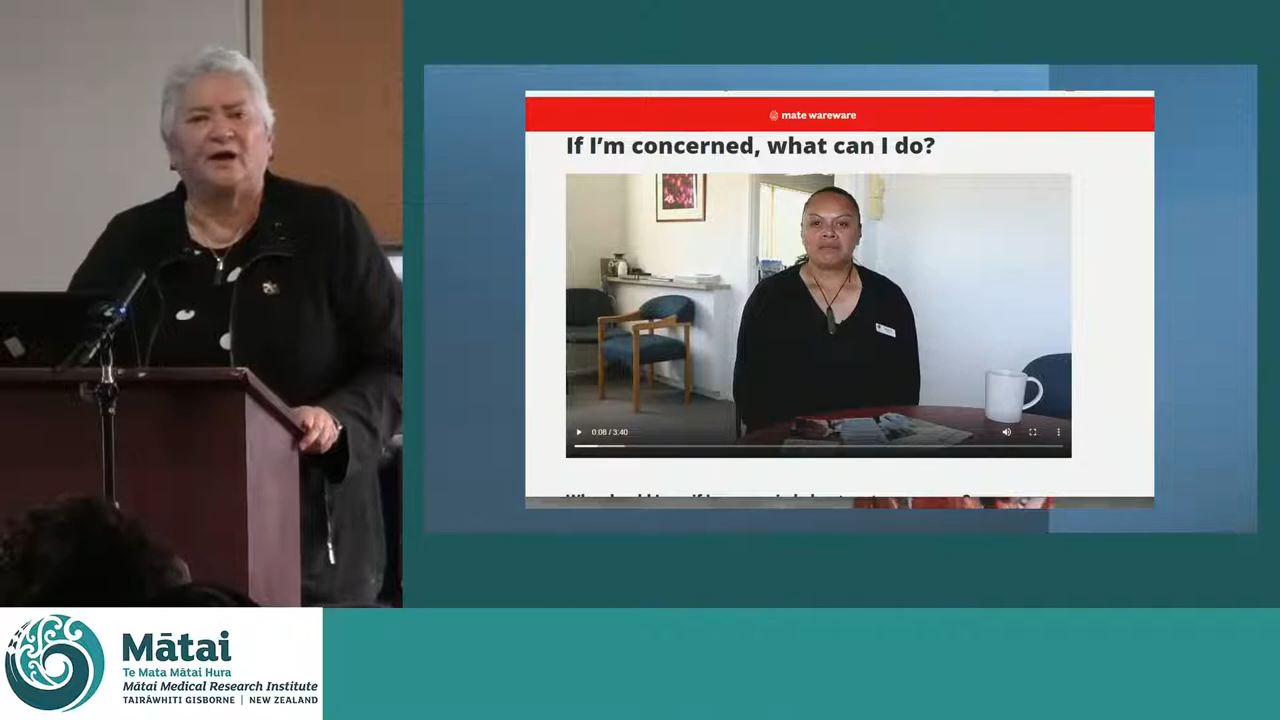 mate wareware
If I'm concerned, what can I do?
0:08 / 3:40
Mātai
Te Mata Mātai Hura
Mātai Medical Research Institute
TAIRĀWHITI GISBORNE | NEW ZEALAND